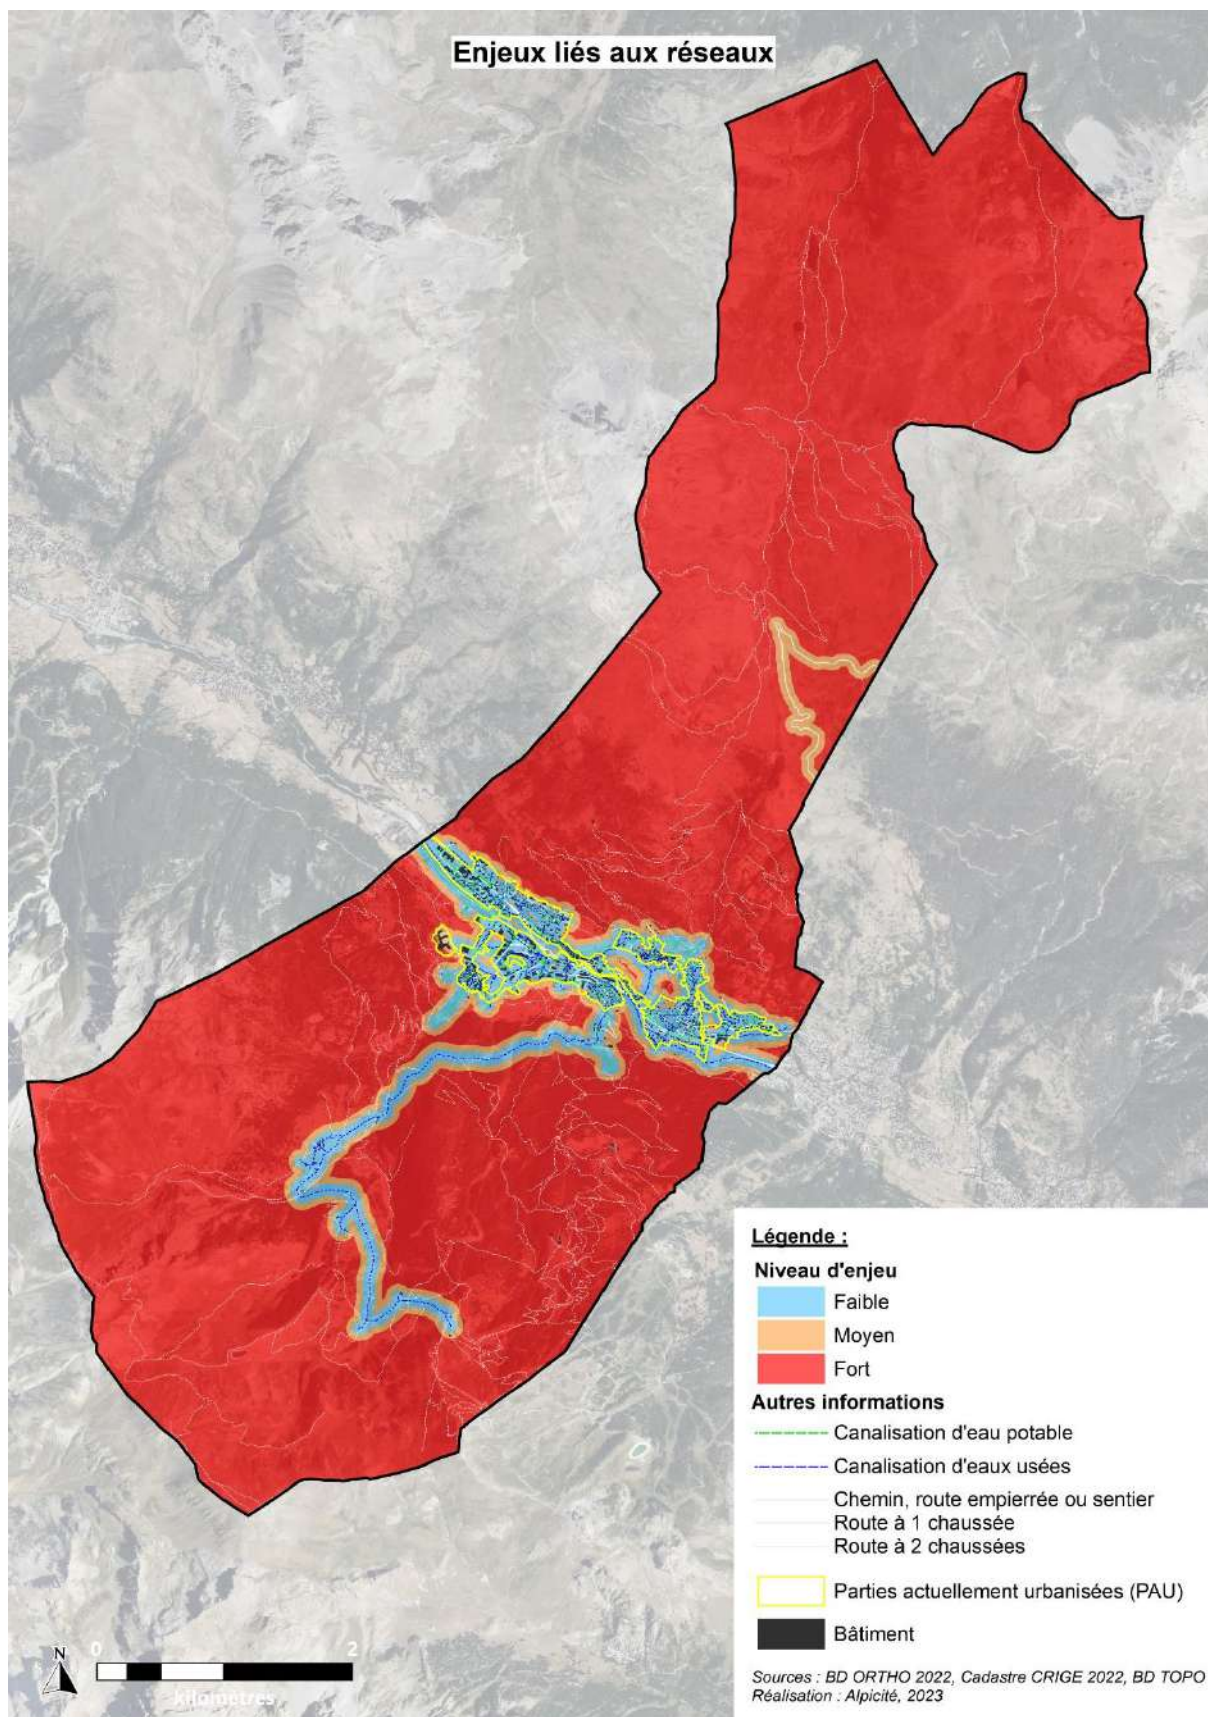 Enjeux liés aux réseaux
Légende :
Niveau d'enjeu
Faible
Moyen
Fort
Autres informations
Canalisation d'eau potable
Canalisation d'eaux usées
Chemin, route empierrée ou sentier
Route à 1 chaussée
Route à 2 chaussées
Parties actuellement urbanisées (PAU)
Bâtiment
Sources : BD ORTHO 2022, Cadastre CRIGE 2022, BD TOPO
Réalisation : Alpicité, 2023
N
0 2
kilomètres